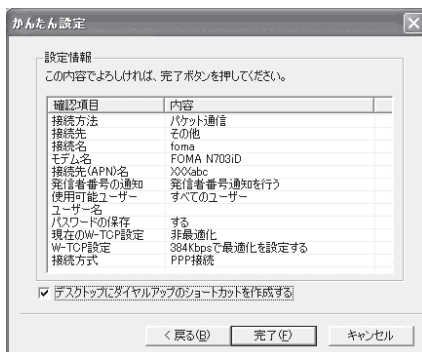 かんたん設定
設定情報
この内容でよろしければ、完了ボタンを押してください。
確認項目 内容
接続方法 パケット通信
接続先 その他
接続名 foma
モデム名 FOMA N703iD
接続先(APN)名 XXXabc
発信者番号の通知 発信者番号通知を行う
使用可能ユーザー すべてのユーザー
ユーザー名
パスワードの保存 する
現在のW-TCP設定 非最適化
W-TCP設定 384Kbpsで最適化を設定する
接続方式 PPP接続
デスクトップにダイヤルアップのショートカットを作成する
< 戻る(B) 完了(F) キャンセル